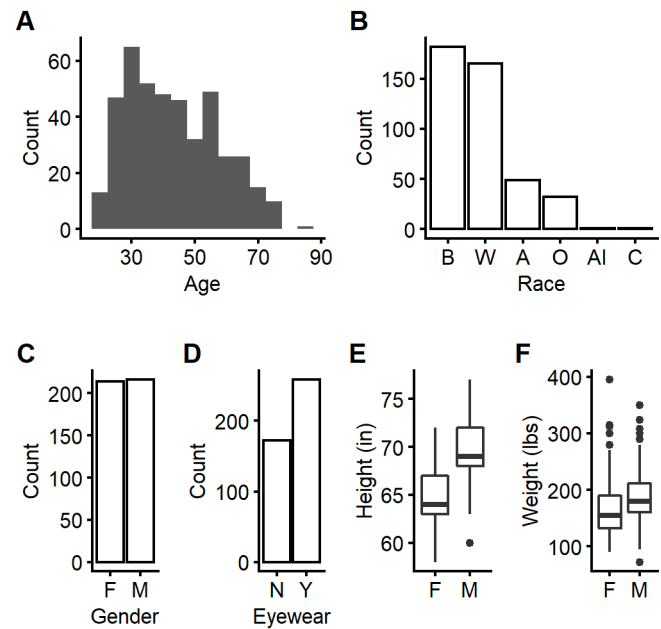 A
Count
60
40
20
0
30 50 70 90
Age
B
Count
150
100
50
0
B W A O AI C
Race
C
Count
200
150
100
50
0
F M
Gender
D
Count
200
100
0
N Y
Eyewear
E
Height (in)
75
70
65
60
F M
F
Weight (lbs)
400
300
200
100
F M